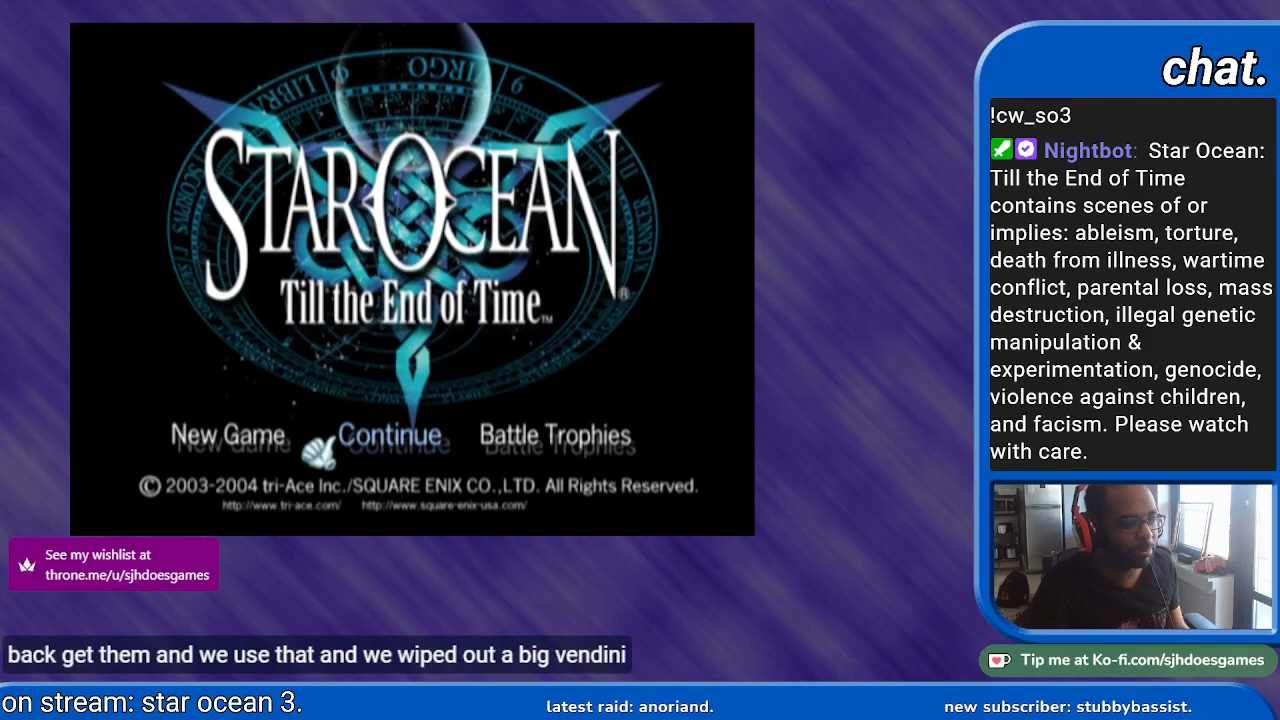 LIBRA
VIRGO
SCORPIUS
CANCER
STAR OCEAN
®
Till the End of Time™
New Game
Continue
Battle Trophies
© 2003-2004 tri-Ace Inc./SQUARE ENIX CO.,LTD. All Rights Reserved.
http://www.tri-ace.com/ http://www.square-enix-usa.com/
chat.
!cw_so3
Nightbot: Star Ocean:
Till the End of Time
contains scenes of or
implies: ableism, torture,
death from illness, wartime
conflict, parental loss, mass
destruction, illegal genetic
manipulation &
experimentation, genocide,
violence against children,
and facism. Please watch
with care.
See my wishlist at
throne.me/u/sjhdoesgames
back get them and we use that and we wiped out a big vendini
Tip me at Ko-fi.com/sjhdoesgames
on stream: star ocean 3.
latest raid: anoriand.
new subscriber: stubbybassist.